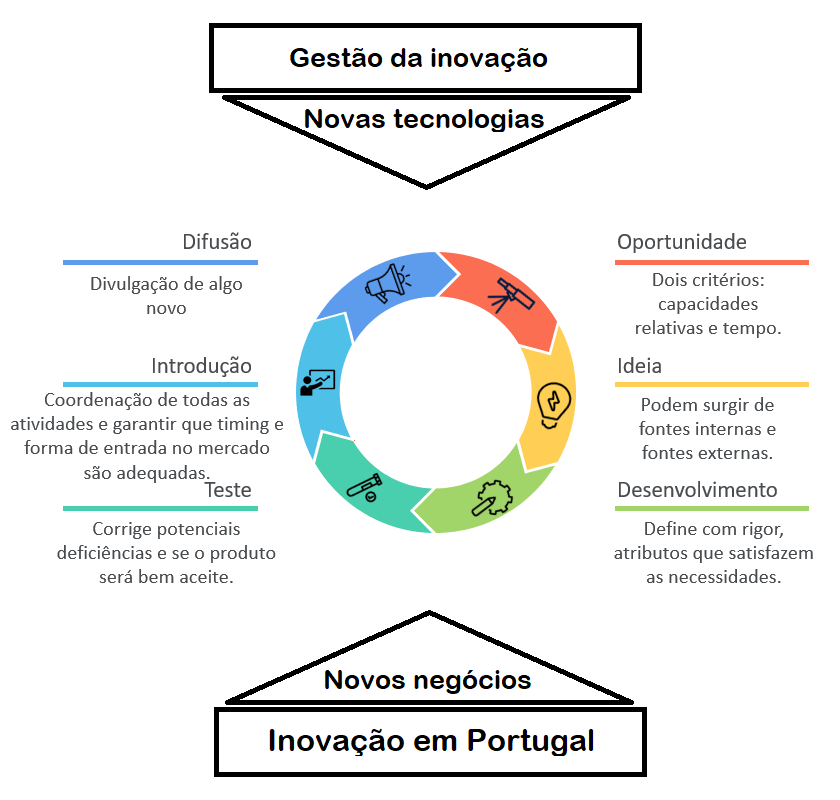 Gestão da inovação
Novas tecnologias
Difusão
Divulgação de algo
novo
Oportunidade
Dois critérios:
capacidades
relativas e tempo.
Introdução
Coordenação de todas as
atividades e garantir que timing e
forma de entrada no mercado
são adequadas.
Ideia
Podem surgir de
fontes internas e
fontes externas.
Teste
Corrige potenciais
deficiências e se o produto
será bem aceite.
Desenvolvimento
Define com rigor,
atributos que satisfazem
as necessidades.
Novos negócios
Inovação em Portugal